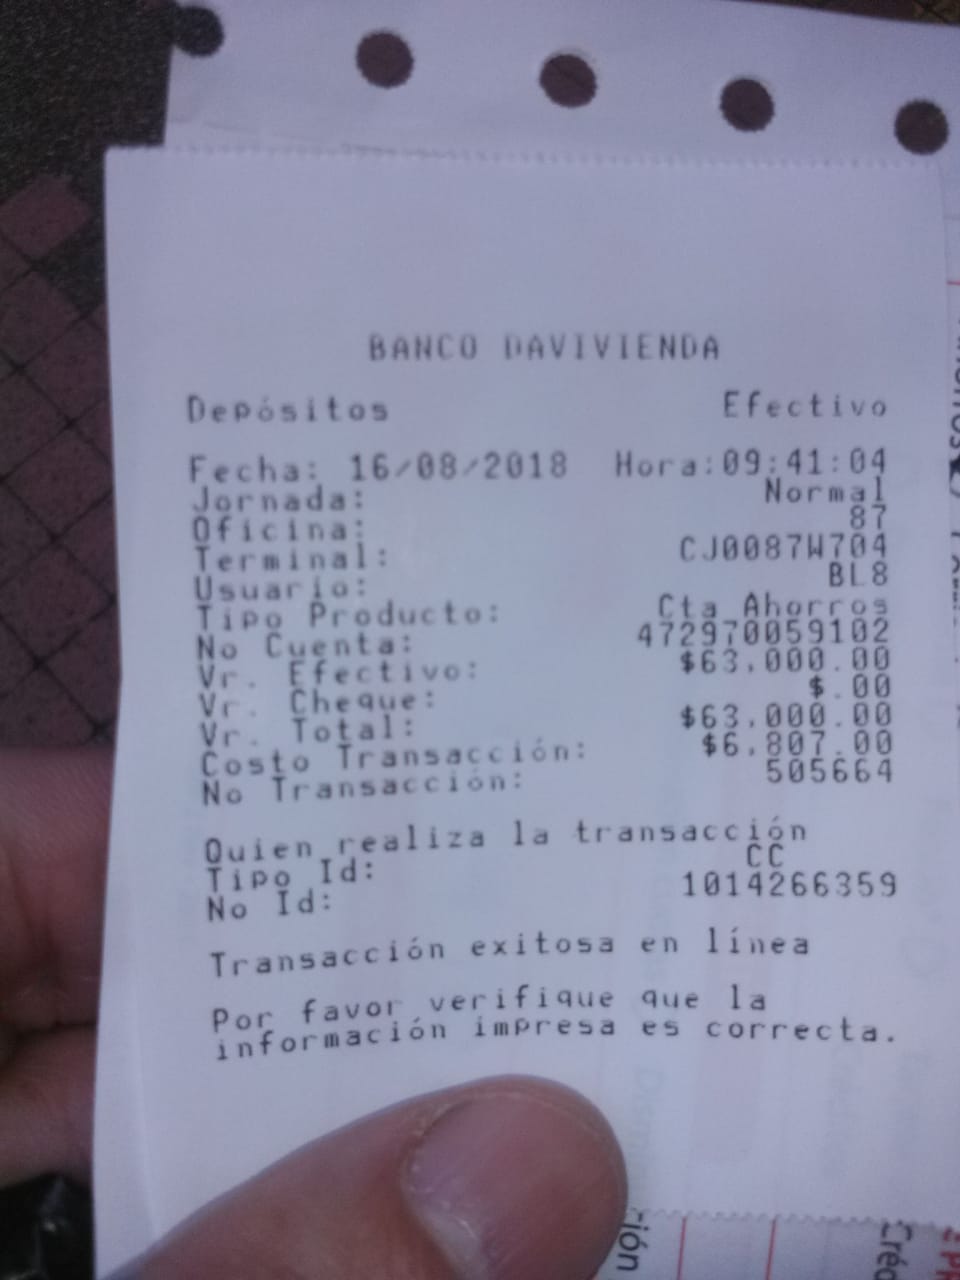 BANCO DAVIVIENDA
Depósitos Efectivo
Fecha: 16/08/2018 Hora:09:41:04
Jornada: Normal
Oficina: 87
Terminal: CJ0087W704
Usuario: BL8
Tipo Producto: Cta Ahorros
No Cuenta: 472970059102
Vr. Efectivo: $63,000.00
Vr. Cheque: $.00
Vr. Total: $63,000.00
Costo Transacción: $6,807.00
No Transacción: 505664
Quien realiza la transacción
Tipo Id: CC
No Id: 1014266359
Transacción exitosa en línea
Por favor verifique que la
información impresa es correcta.
ión
Créd